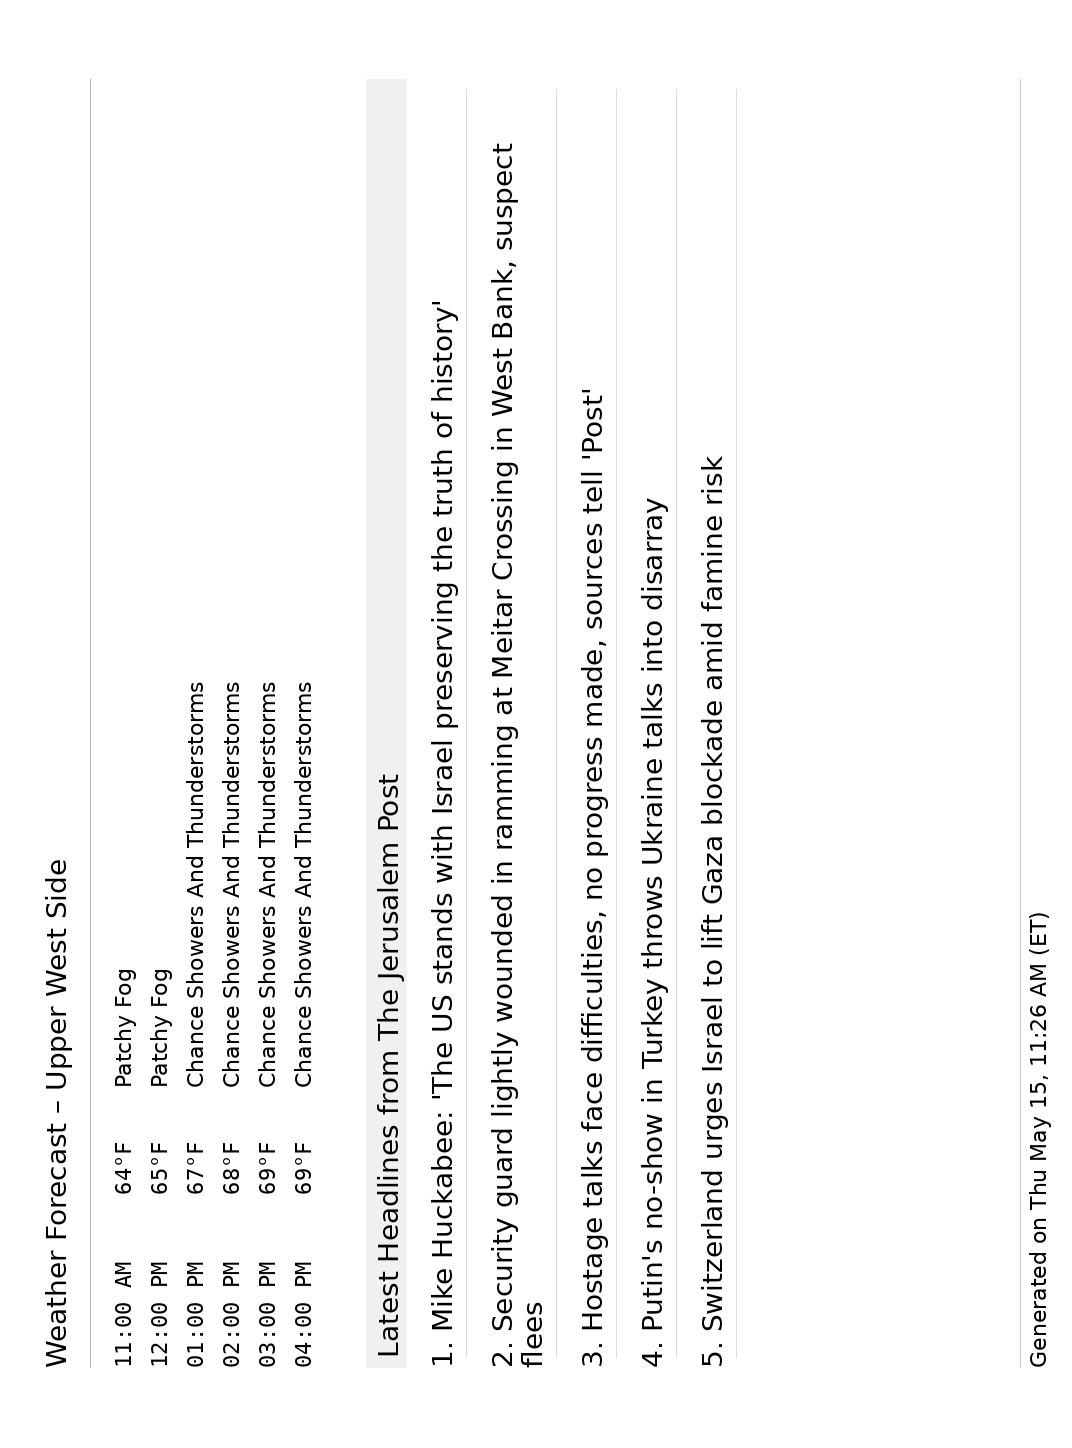 Weather Forecast – Upper West Side
11:00 AM 64°F Patchy Fog
12:00 PM 65°F Patchy Fog
01:00 PM 67°F Chance Showers And Thunderstorms
02:00 PM 68°F Chance Showers And Thunderstorms
03:00 PM 69°F Chance Showers And Thunderstorms
04:00 PM 69°F Chance Showers And Thunderstorms
Latest Headlines from The Jerusalem Post
1. Mike Huckabee: 'The US stands with Israel preserving the truth of history'
2. Security guard lightly wounded in ramming at Meitar Crossing in West Bank, suspect
flees
3. Hostage talks face difficulties, no progress made, sources tell 'Post'
4. Putin's no-show in Turkey throws Ukraine talks into disarray
5. Switzerland urges Israel to lift Gaza blockade amid famine risk
Generated on Thu May 15, 11:26 AM (ET)